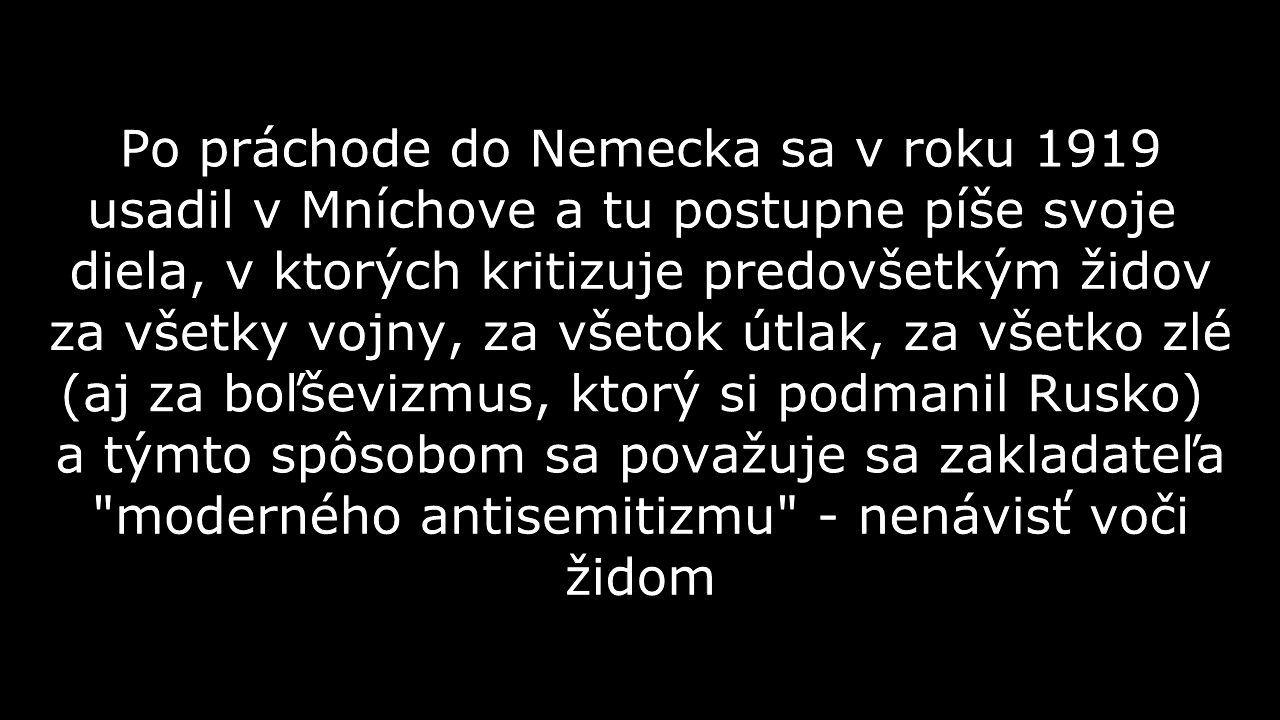 Po práchode do Nemecka sa v roku 1919
usadil v Mníchove a tu postupne píše svoje
diela, v ktorých kritizuje predovšetkým židov
za všetky vojny, za všetok útlak, za všetko zlé
(aj za boľševizmus, ktorý si podmanil Rusko)
a týmto spôsobom sa považuje sa zakladateľa
"moderného antisemitizmu" - nenávisť voči
židom